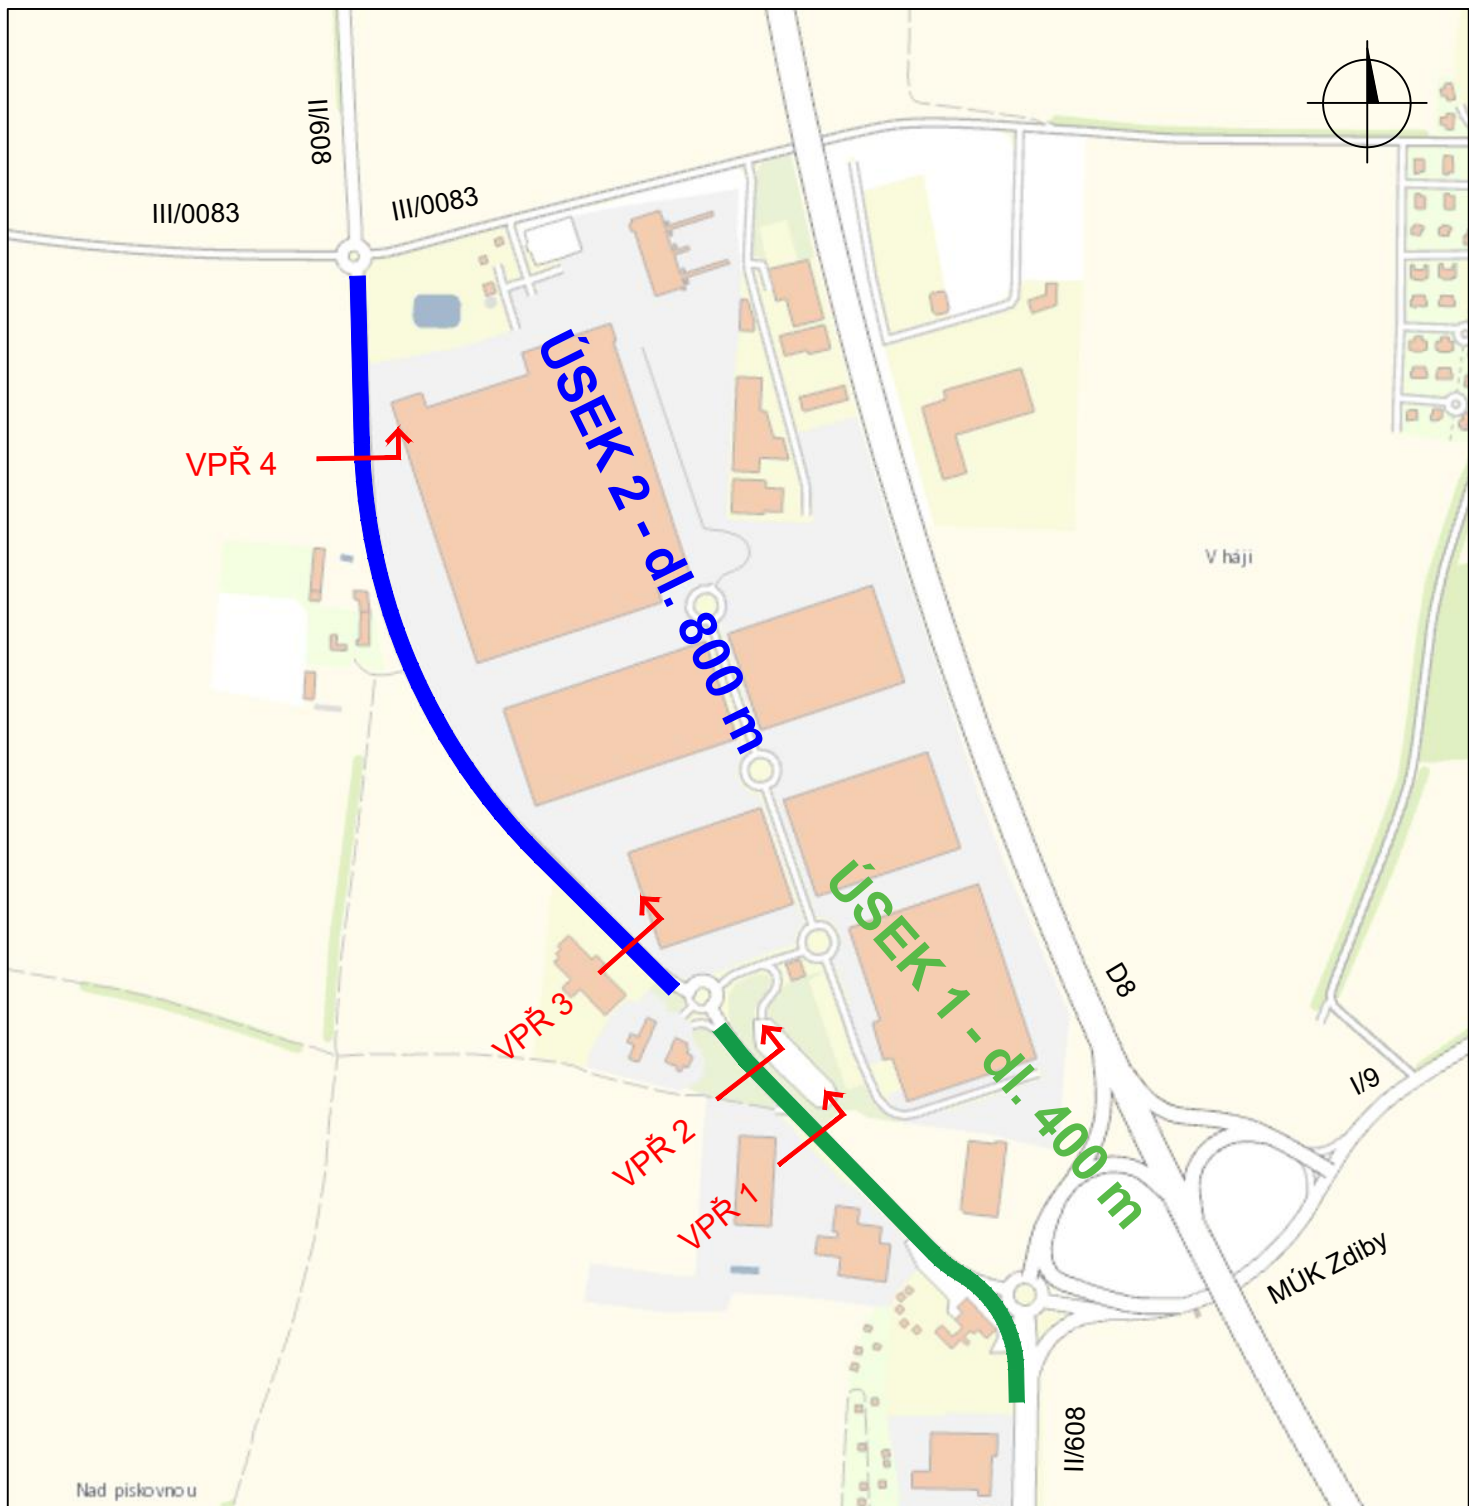 II/608
III/0083
III/0083
ÚSEK 2 - dl. 800 m
VPŘ 4
V háji
ÚSEK 1 - dl. 400 m
D8
VPŘ 3
I/9
VPŘ 2
VPŘ 1
MÚK Zdiby
II/608
Nad pískovnou